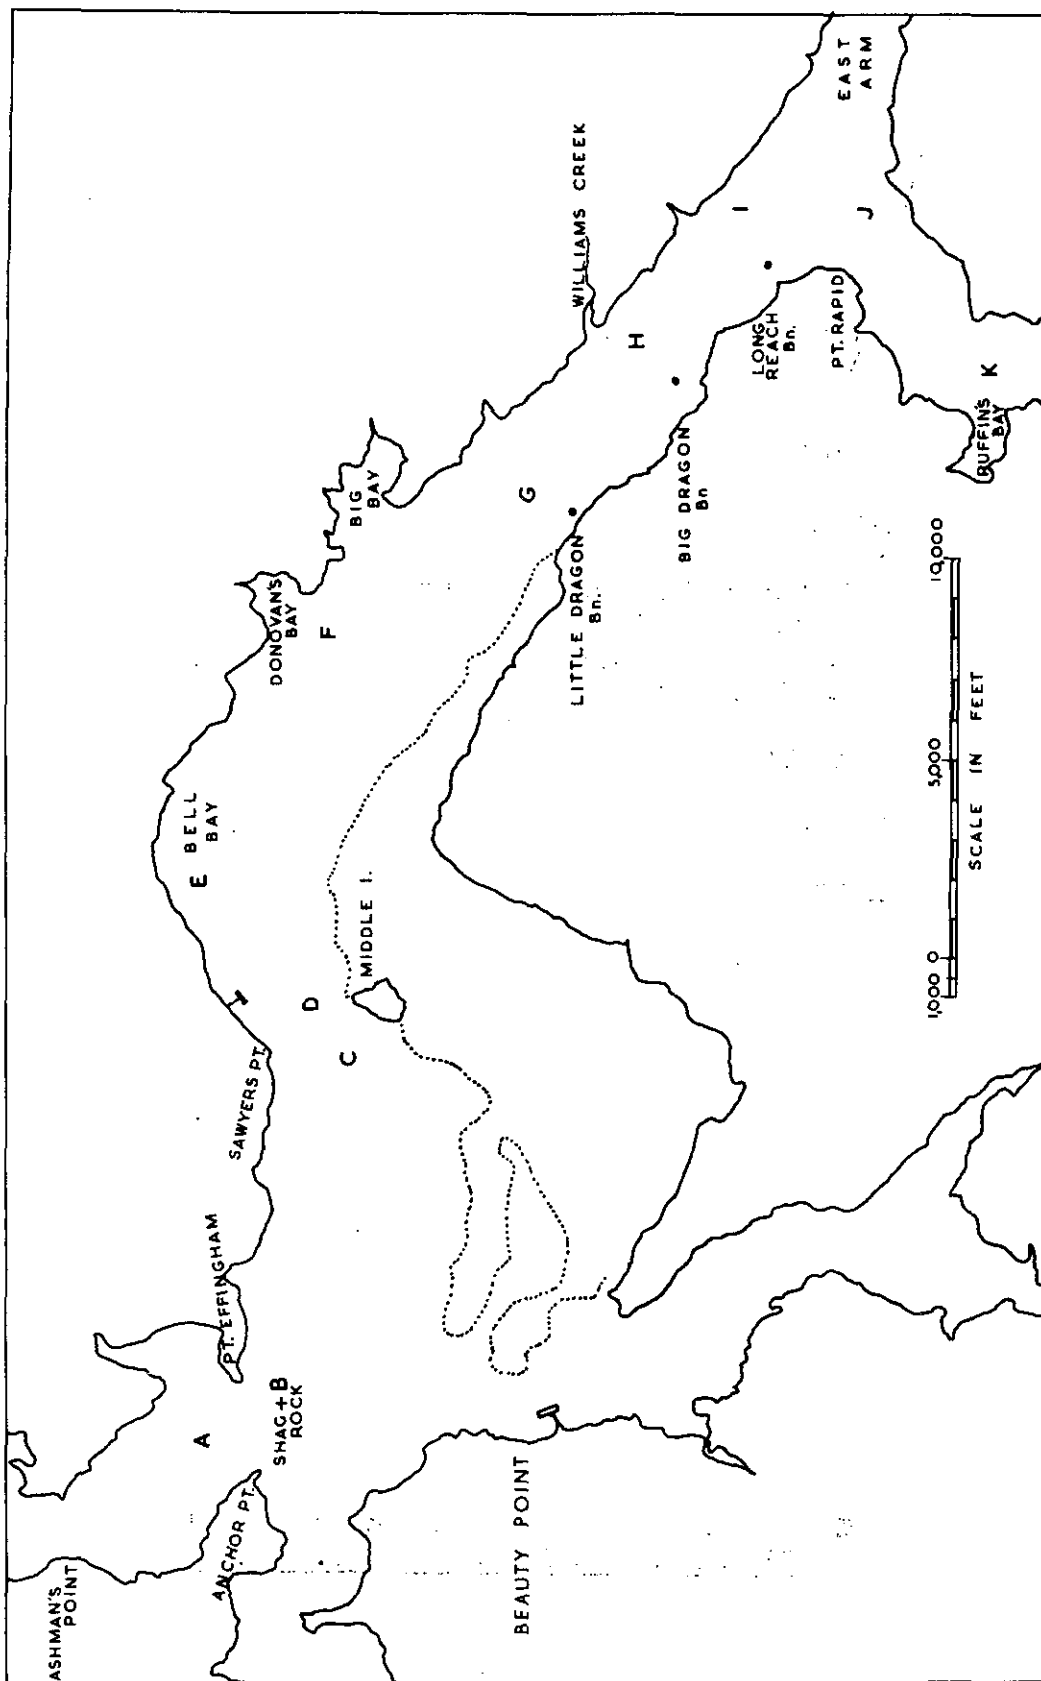 ASHMAN'S
POINT
ANCHOR PT.
A
SHAG + B
ROCK
PT. EFFINGHAM
BEAUTY POINT
SAWYERS PT.
C
D
MIDDLE I.
E
BELL
BAY
DONOVAN'S
BAY
F
BIG
BAY
G
LITTLE DRAGON
Bn.
BIG DRAGON
Bn
WILLIAMS CREEK
H
LONG
REACH
Bn.
I
PT. RAPID
J
EAST
ARM
RUFFIN'S
BAY
K
1,000 0 5,000 10,000
SCALE IN FEET